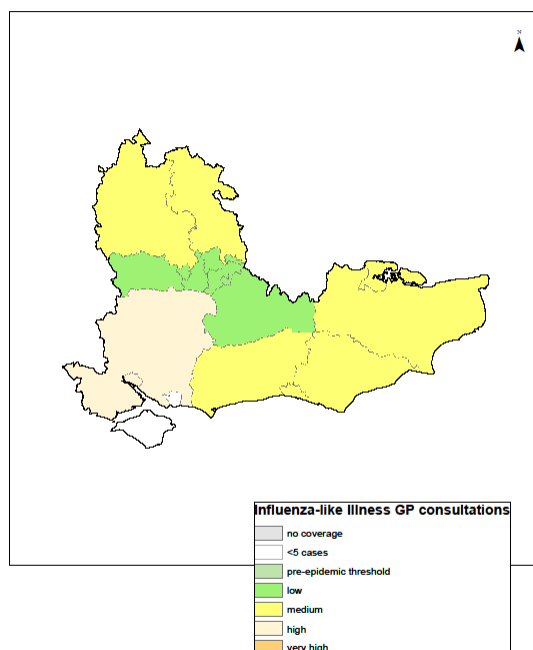 N
Influenza-like Illness GP consultations
no coverage
<5 cases
pre-epidemic threshold
low
medium
high
very high